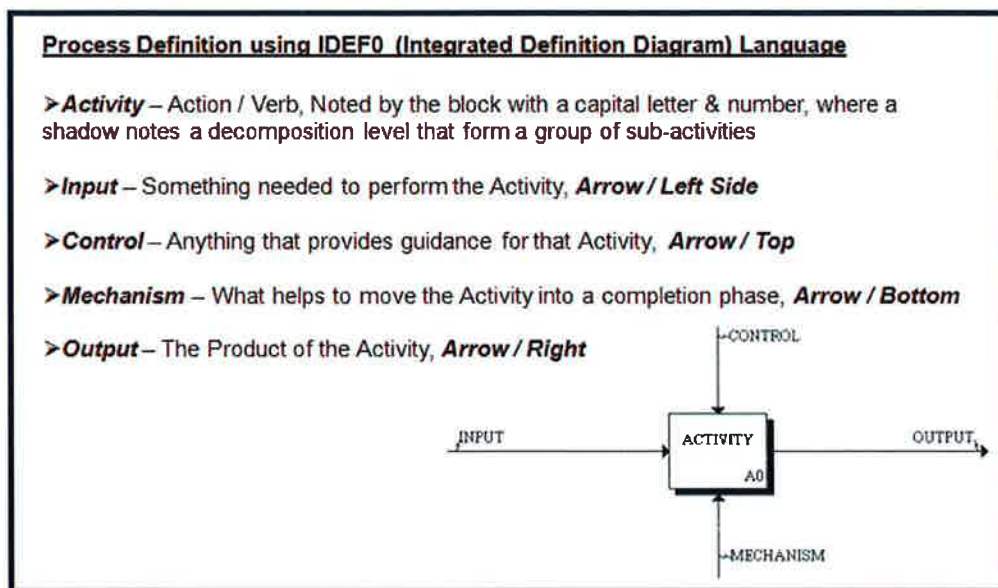 Process Definition using IDEF0 (Integrated Definition Diagram) Language
➢Activity – Action / Verb, Noted by the block with a capital letter & number, where a
shadow notes a decomposition level that form a group of sub-activities
➢Input – Something needed to perform the Activity, Arrow / Left Side
➢Control – Anything that provides guidance for that Activity, Arrow / Top
➢Mechanism – What helps to move the Activity into a completion phase, Arrow / Bottom
➢Output – The Product of the Activity, Arrow / Right
CONTROL
INPUT
ACTIVITY
OUTPUT
A0
MECHANISM